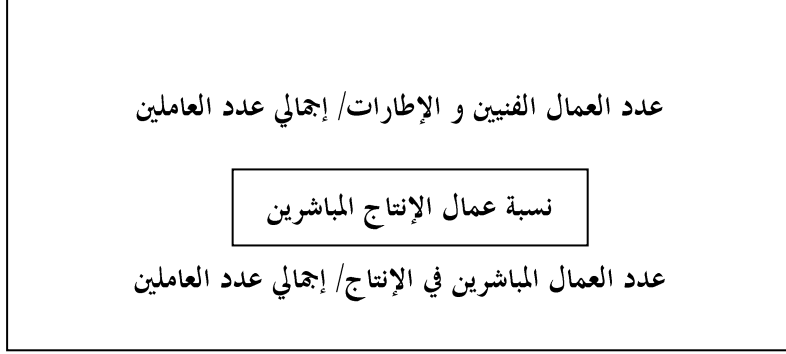 عدد العمال الفنيين و الإطارات/ إجمالي عدد العاملين
نسبة عمال الإنتاج المباشرين
عدد العمال المباشرين في الإنتاج/ إجمالي عدد العاملين